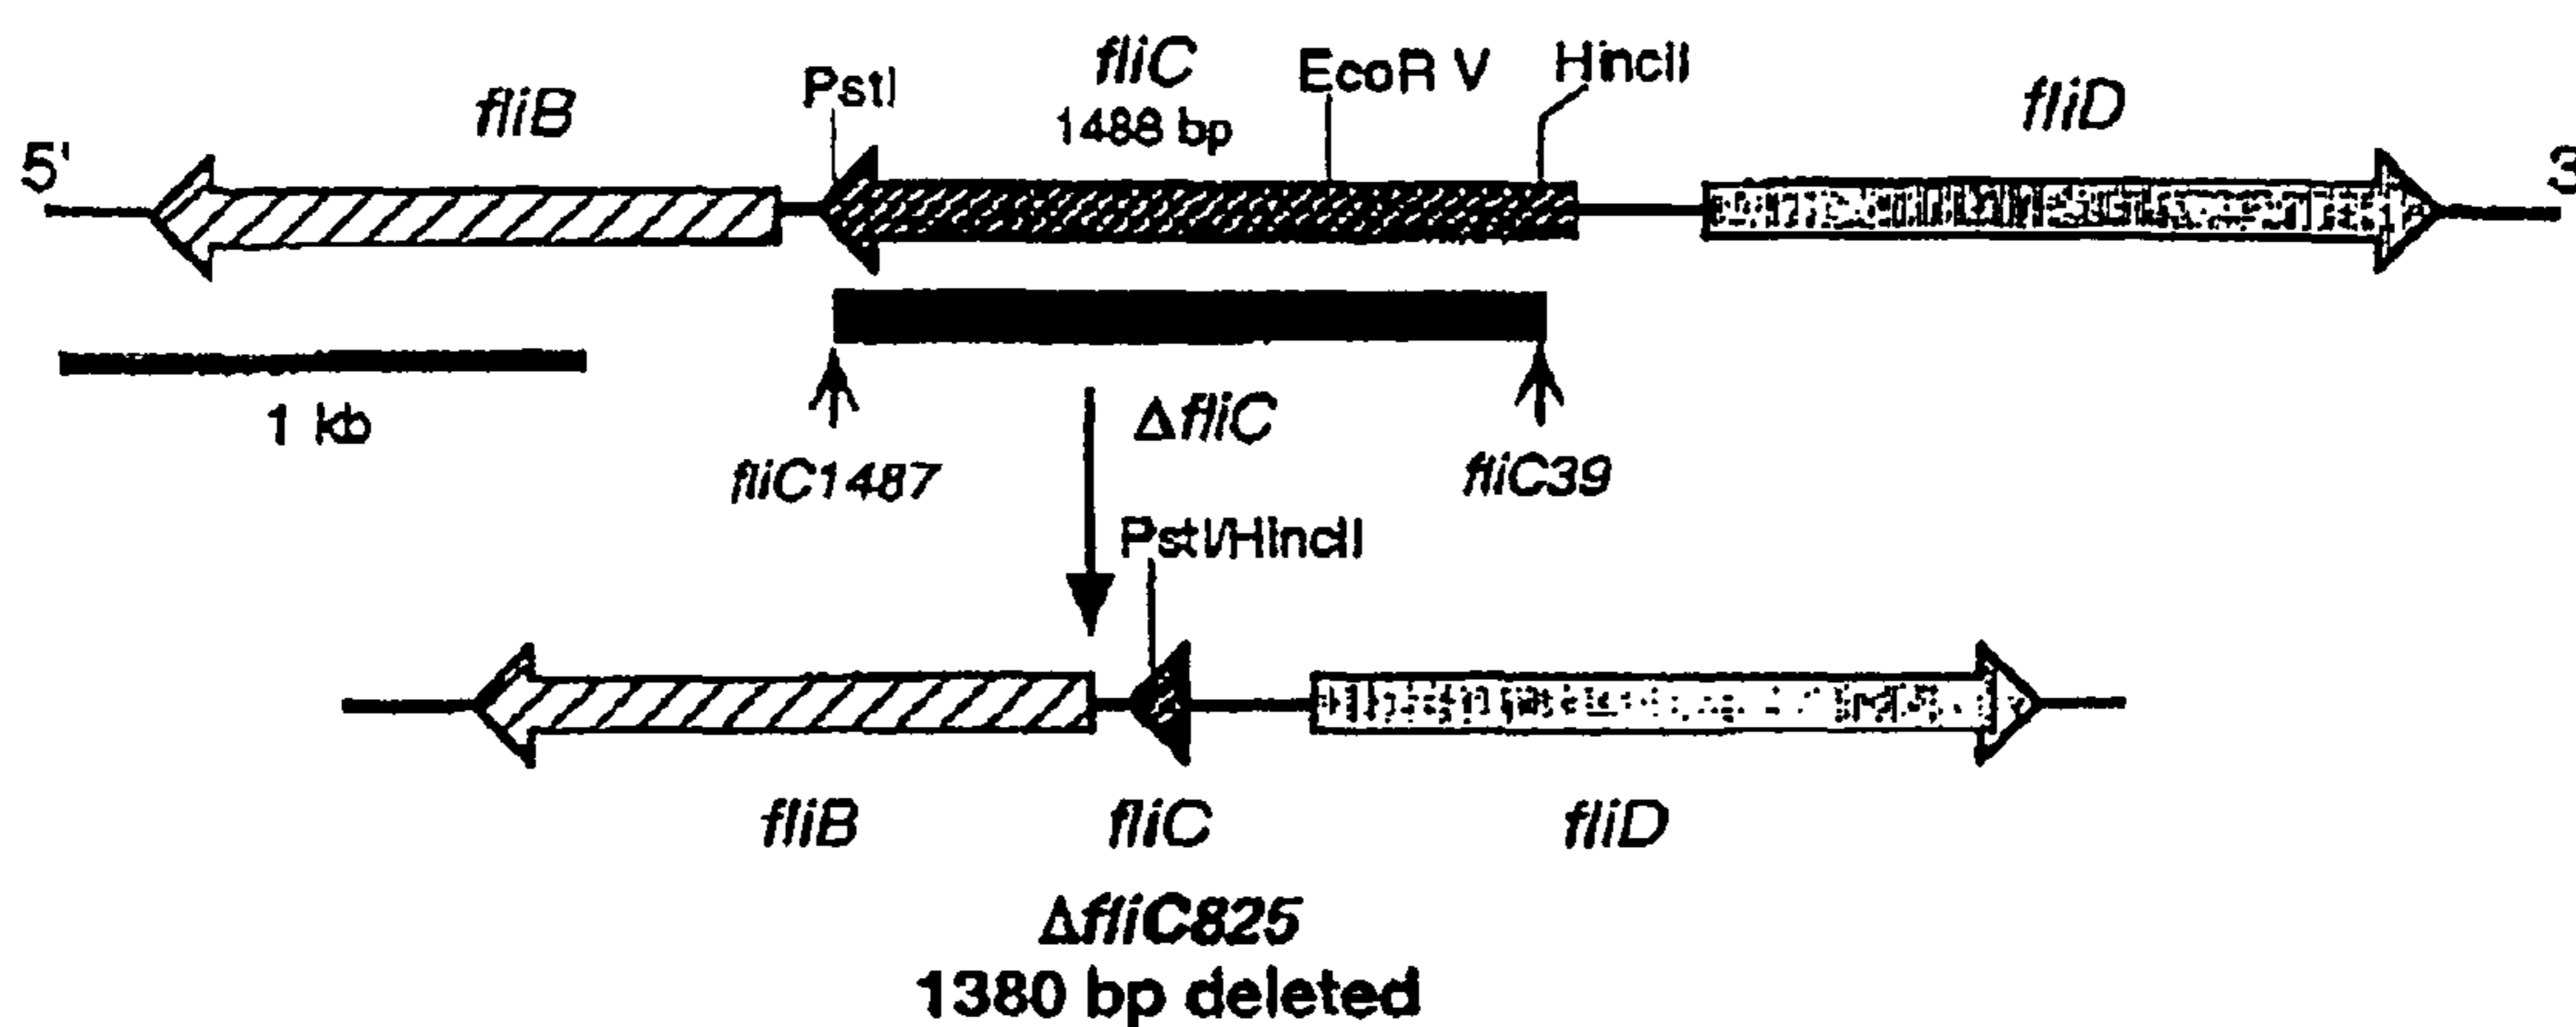 fliC
PstI
EcoR V
HincII
fliB
1488 bp
fliD
5'
3
1 kb
ΔfliC
fliC1487
fliC39
PstI/HincII
fliB
fliC
fliD
ΔfliC825
1380 bp deleted